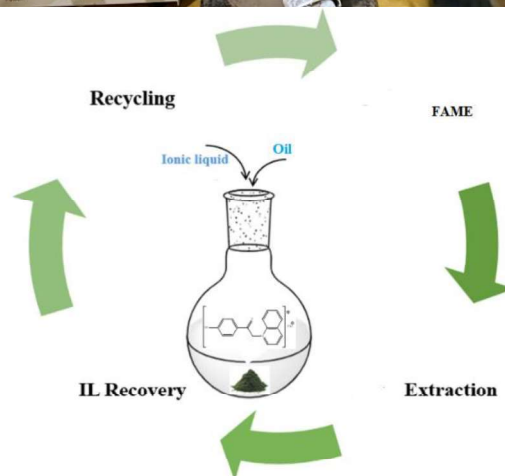 Recycling
FAME
Ionic liquid
Oil
IL Recovery
Extraction